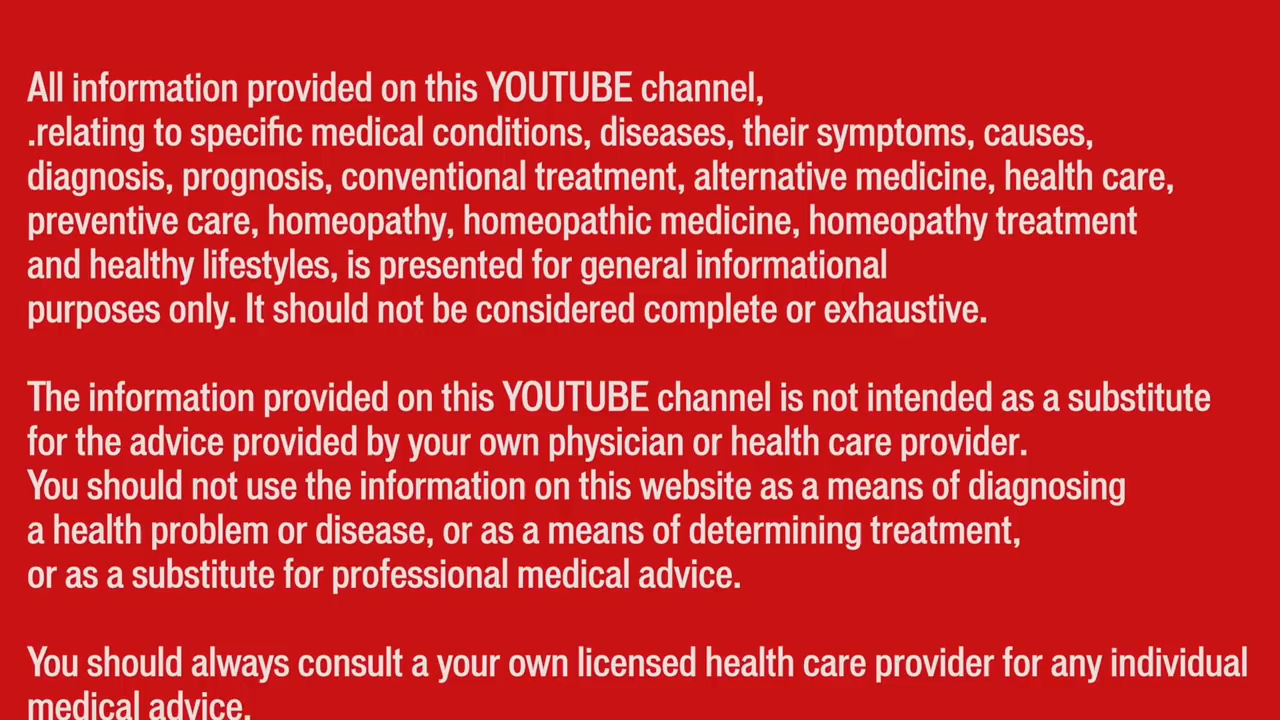 All information provided on this YOUTUBE channel,
.relating to specific medical conditions, diseases, their symptoms, causes,
diagnosis, prognosis, conventional treatment, alternative medicine, health care,
preventive care, homeopathy, homeopathic medicine, homeopathy treatment
and healthy lifestyles, is presented for general informational
purposes only. It should not be considered complete or exhaustive.
The information provided on this YOUTUBE channel is not intended as a substitute
for the advice provided by your own physician or health care provider.
You should not use the information on this website as a means of diagnosing
a health problem or disease, or as a means of determining treatment,
or as a substitute for professional medical advice.
You should always consult a your own licensed health care provider for any individual
medical advice.